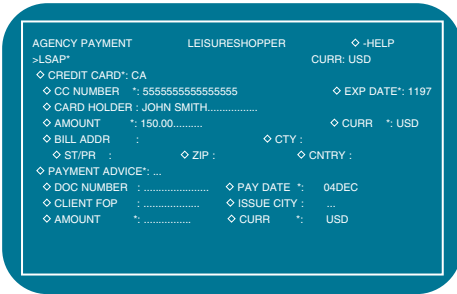 AGENCY PAYMENT LEISURESHOPPER ◇ -HELP
>LSAP* CURR: USD
◇ CREDIT CARD*: CA
◇ CC NUMBER *: 5555555555555555 ◇ EXP DATE*: 1197
◇ CARD HOLDER : JOHN SMITH.................
◇ AMOUNT *: 150.00.......... ◇ CURR *: USD
◇ BILL ADDR : ◇ CTY :
◇ ST/PR : ◇ ZIP : ◇ CNTRY :
◇ PAYMENT ADVICE*: ...
◇ DOC NUMBER : ...................... ◇ PAY DATE *: 04DEC
◇ CLIENT FOP : ................... ◇ ISSUE CITY : ...
◇ AMOUNT *: ................ ◇ CURR *: USD